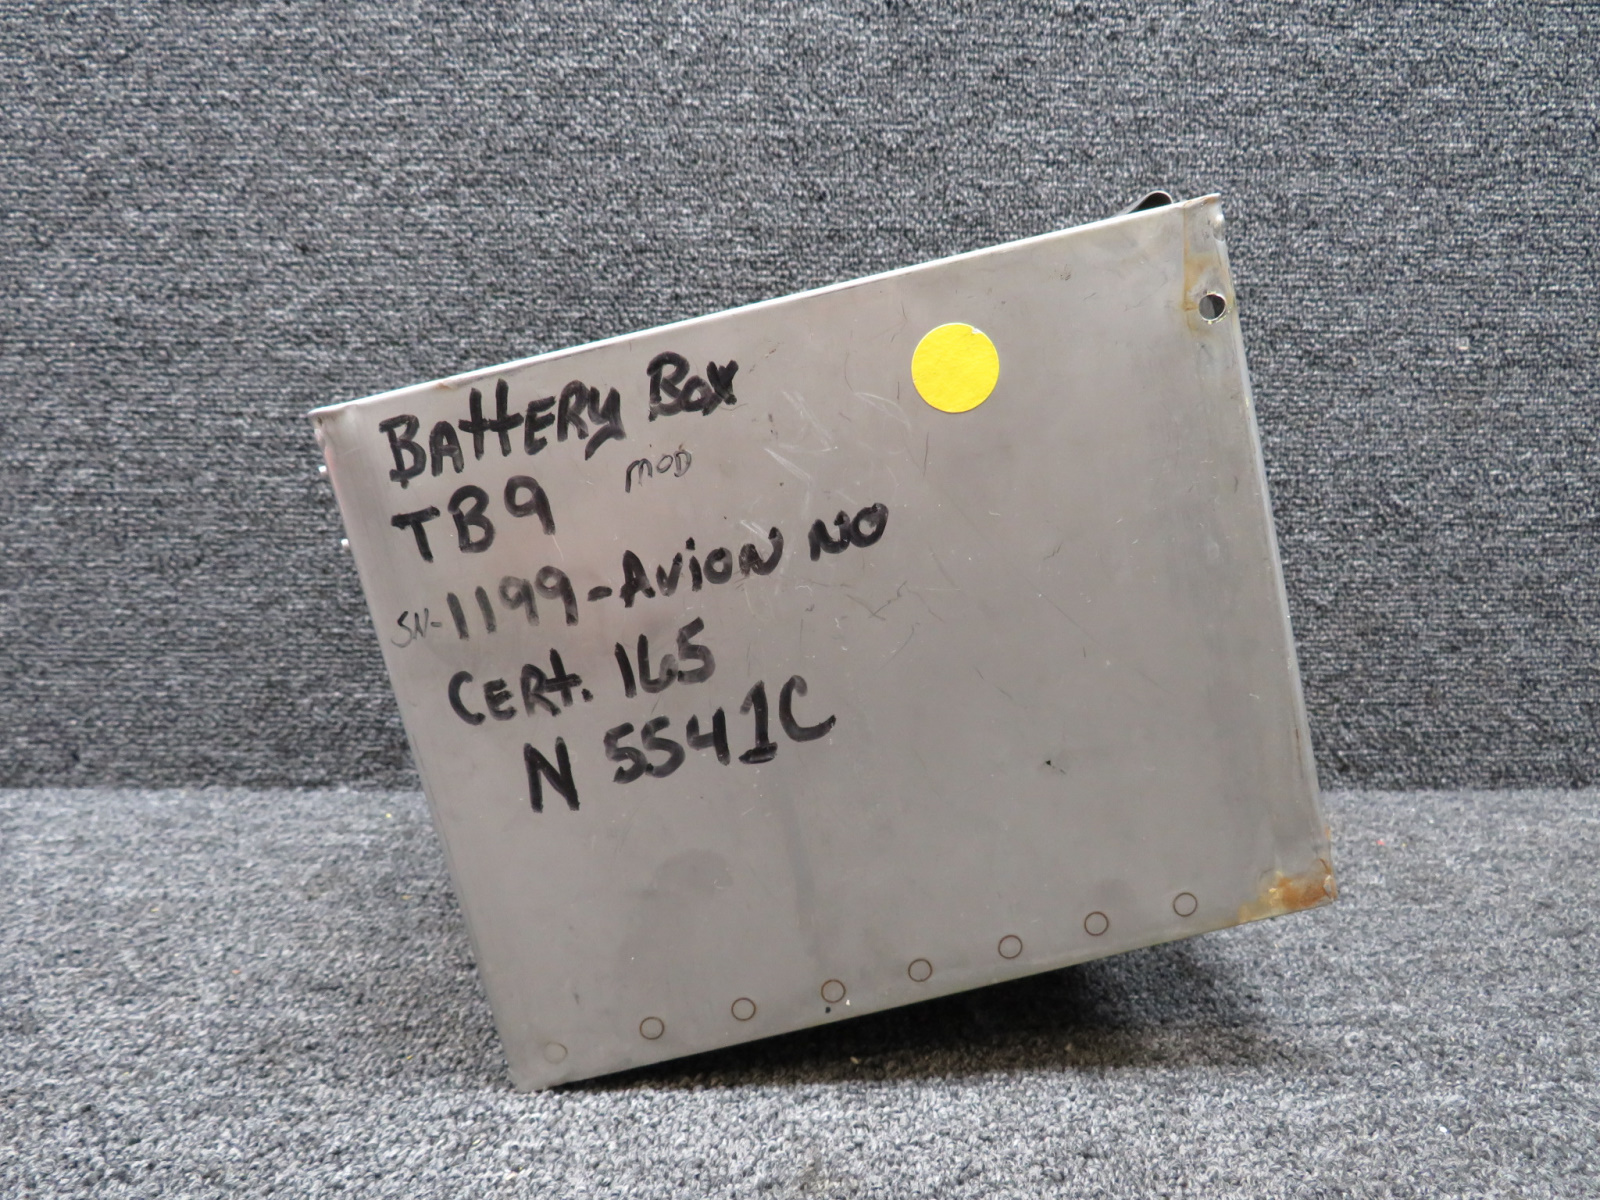 BAttERy Box
MOD
TB9
SN-1199-AviON NO
CERt. 165
N 5541C